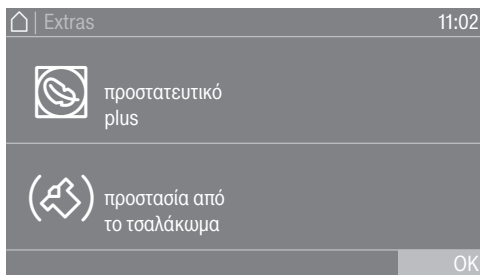 | Extras 11:02
προστατευτικό
plus
προστασία από
το τσαλάκωμα
OK